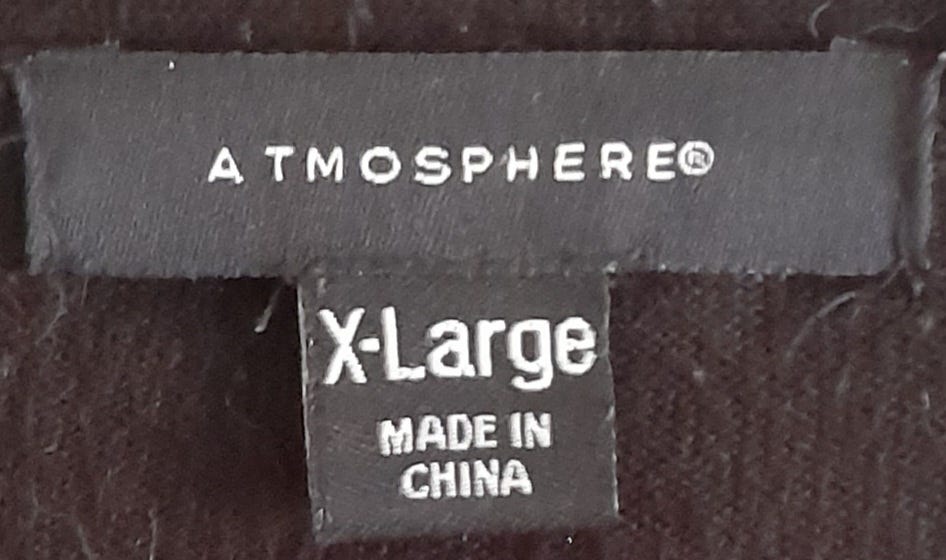 ATMOSPHERE®
X-Large
MADE IN
CHINA